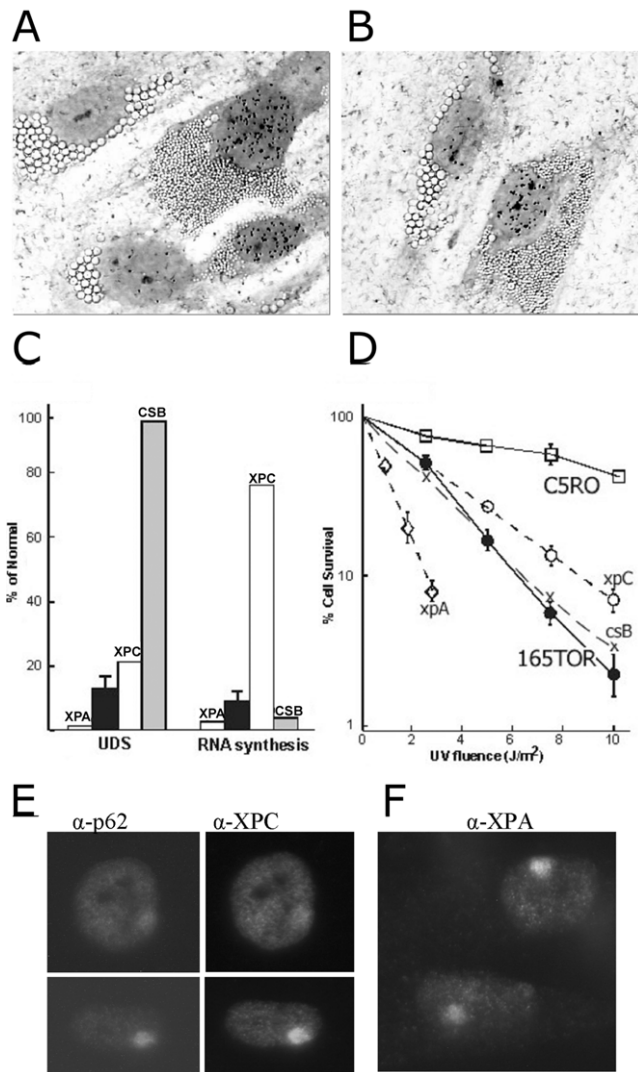 A
B
C
D
100
80
60
40
20
% of Normal
XPA
XPC
CSB
UDS
XPA
XPC
CSB
RNA synthesis
100
10
1
% Cell Survival
C5RO
xpC
csB
165TOR
xpA
0 2 4 6 8 10
UV fluence (J/m²)
E
α-p62
α-XPC
F
α-XPA